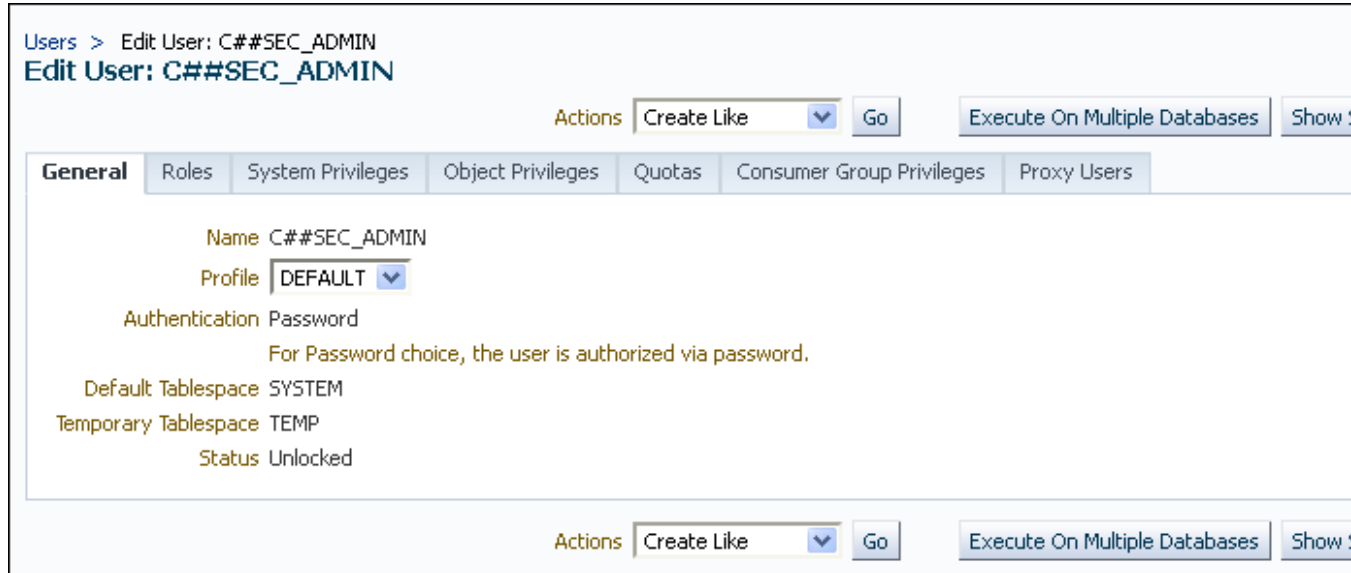 Users > Edit User: C##SEC_ADMIN
Edit User: C##SEC_ADMIN
Actions Create Like Go Execute On Multiple Databases Show
General Roles System Privileges Object Privileges Quotas Consumer Group Privileges Proxy Users
Name C##SEC_ADMIN
Profile DEFAULT
Authentication Password
For Password choice, the user is authorized via password.
Default Tablespace SYSTEM
Temporary Tablespace TEMP
Status Unlocked
Actions Create Like Go Execute On Multiple Databases Show